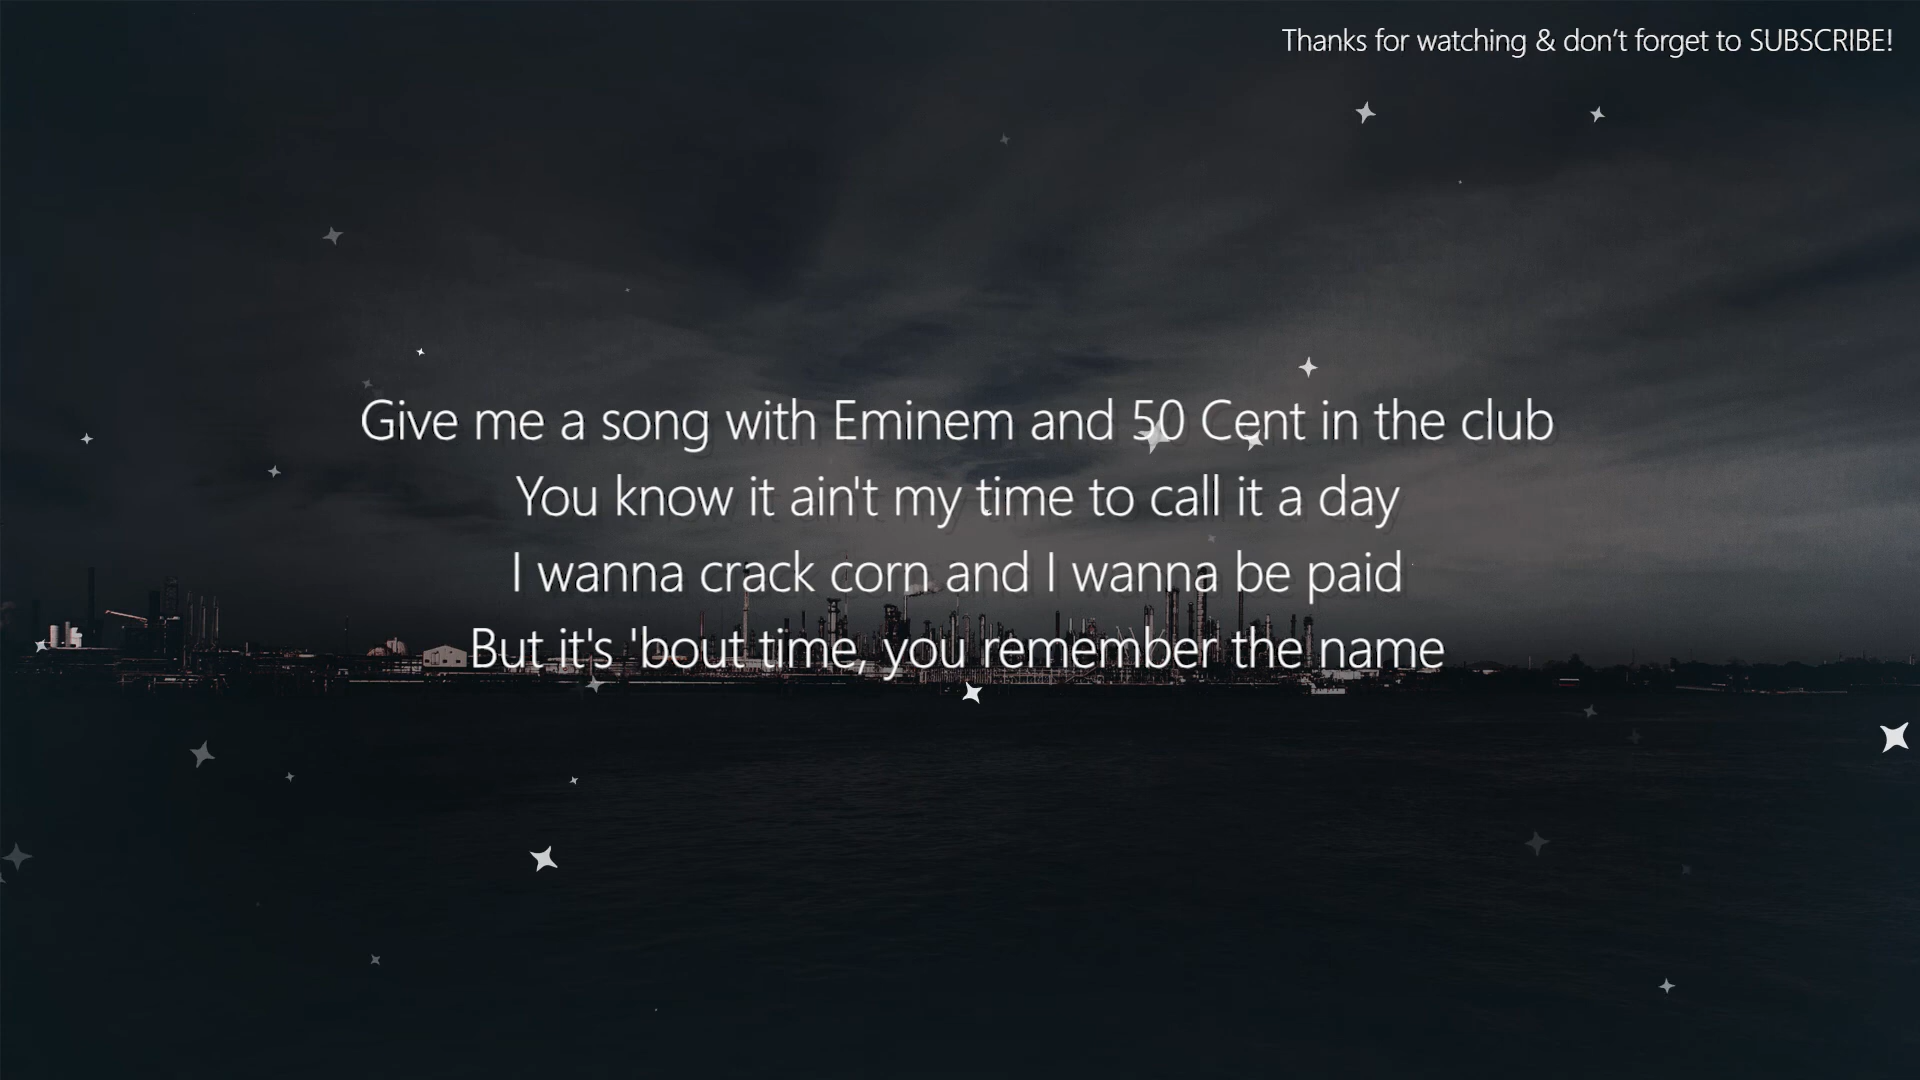 Thanks for watching & don’t forget to SUBSCRIBE!
Give me a song with Eminem and 50 Cent in the club
You know it ain't my time to call it a day
I wanna crack corn and I wanna be paid
But it's 'bout time, you remember the name